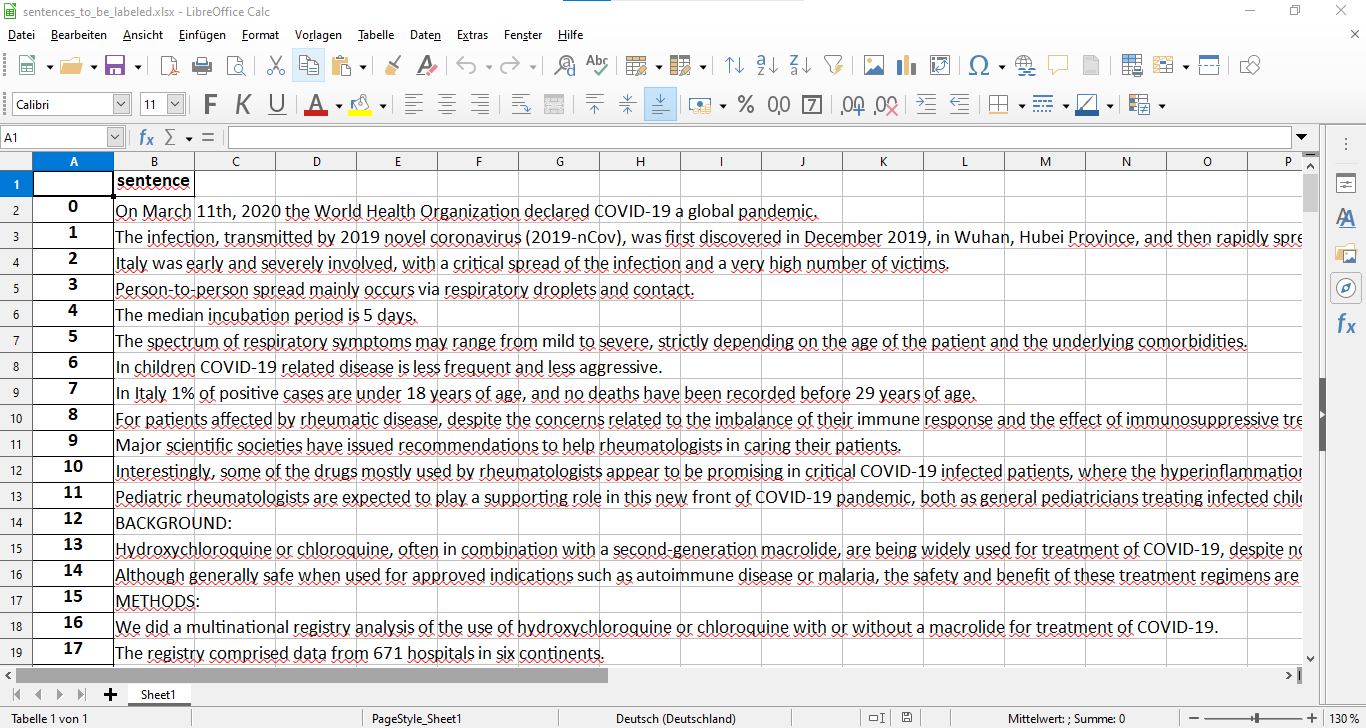 sentences_to_be_labeled.xlsx - LibreOffice Calc
Datei Bearbeiten Ansicht Einfügen Format Vorlagen Tabelle Daten Extras Fenster Hilfe
Calibri 11 F K U
A1
A B C D E F G H I J K L M N O P
1 sentence
2 0 On March 11th, 2020 the World Health Organization declared COVID-19 a global pandemic.
3 1 The infection, transmitted by 2019 novel coronavirus (2019-nCov), was first discovered in December 2019, in Wuhan, Hubei Province, and then rapidly spre
4 2 Italy was early and severely involved, with a critical spread of the infection and a very high number of victims.
5 3 Person-to-person spread mainly occurs via respiratory droplets and contact.
6 4 The median incubation period is 5 days.
7 5 The spectrum of respiratory symptoms may range from mild to severe, strictly depending on the age of the patient and the underlying comorbidities.
8 6 In children COVID-19 related disease is less frequent and less aggressive.
9 7 In Italy 1% of positive cases are under 18 years of age, and no deaths have been recorded before 29 years of age.
10 8 For patients affected by rheumatic disease, despite the concerns related to the imbalance of their immune response and the effect of immunosuppressive tre
11 9 Major scientific societies have issued recommendations to help rheumatologists in caring their patients.
12 10 Interestingly, some of the drugs mostly used by rheumatologists appear to be promising in critical COVID-19 infected patients, where the hyperinflammation
13 11 Pediatric rheumatologists are expected to play a supporting role in this new front of COVID-19 pandemic, both as general pediatricians treating infected chil
14 12 BACKGROUND:
15 13 Hydroxychloroquine or chloroquine, often in combination with a second-generation macrolide, are being widely used for treatment of COVID-19, despite no
16 14 Although generally safe when used for approved indications such as autoimmune disease or malaria, the safety and benefit of these treatment regimens are
17 15 METHODS:
18 16 We did a multinational registry analysis of the use of hydroxychloroquine or chloroquine with or without a macrolide for treatment of COVID-19.
19 17 The registry comprised data from 671 hospitals in six continents.
Sheet1
Tabelle 1 von 1 PageStyle_Sheet1 Deutsch (Deutschland) Mittelwert: ; Summe: 0 130 %